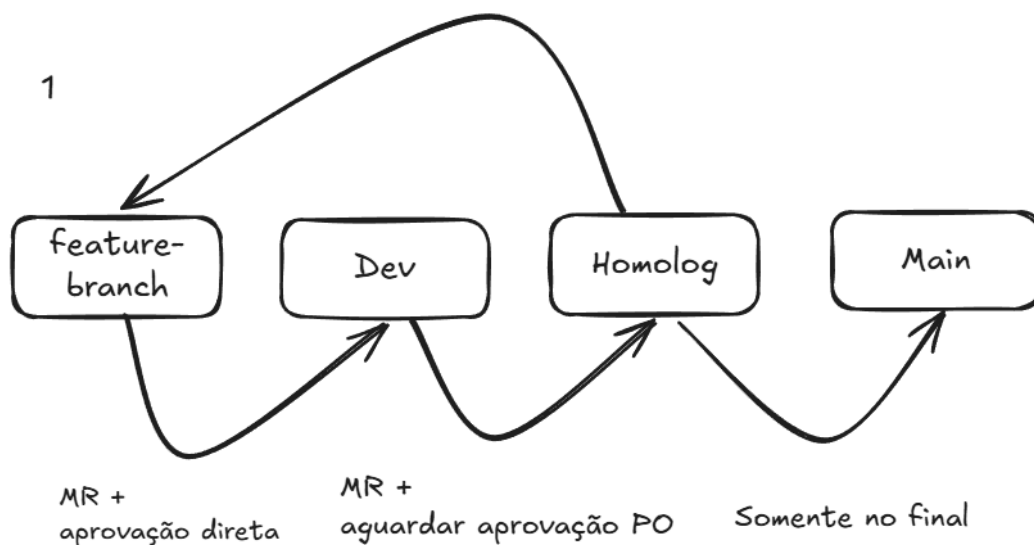 1
feature-
branch
Dev
Homolog
Main
MR +
aprovação direta
MR +
aguardar aprovação PO
Somente no final